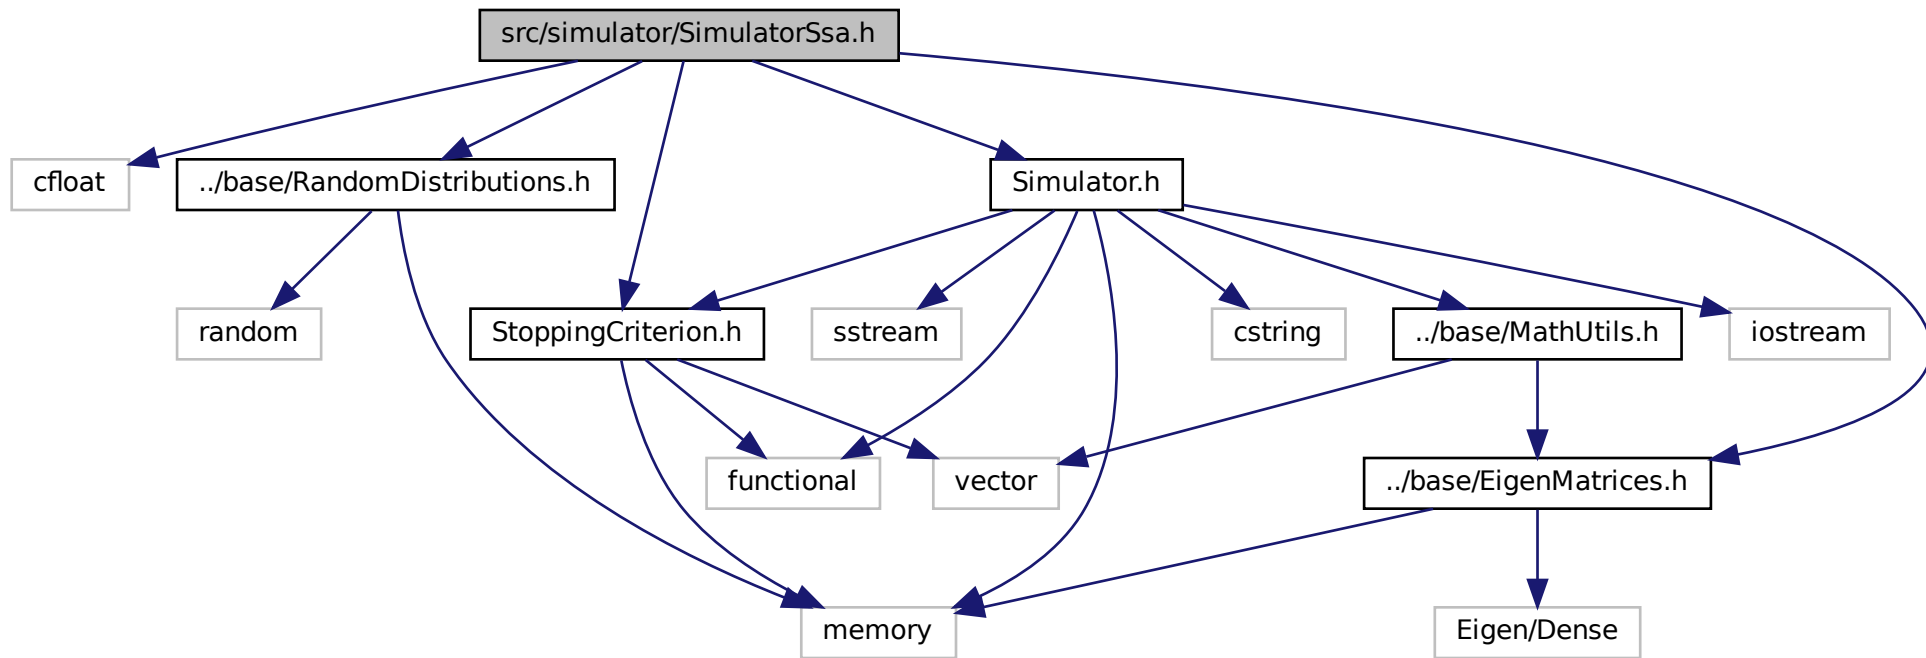 src/simulator/SimulatorSsa.h
cfloat
../base/RandomDistributions.h
Simulator.h
random
StoppingCriterion.h
sstream
cstring
../base/MathUtils.h
iostream
functional
vector
../base/EigenMatrices.h
memory
Eigen/Dense